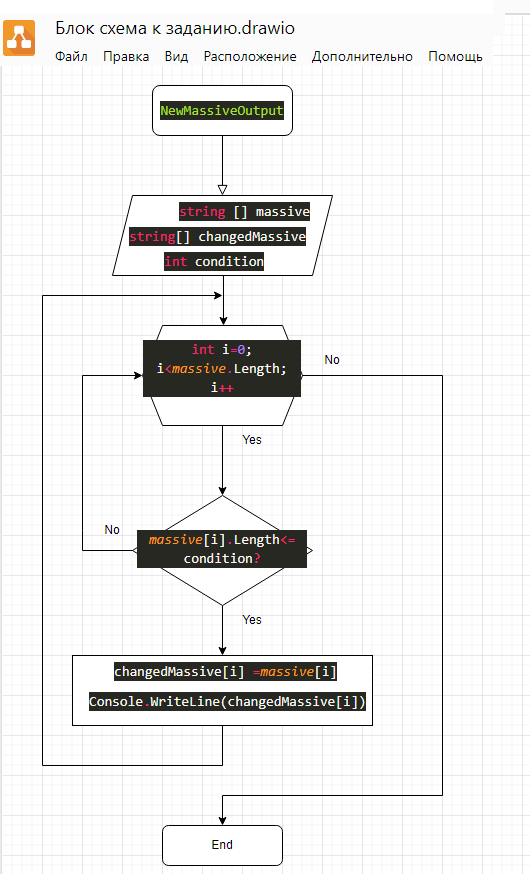 Блок схема к заданию.drawio
Файл Правка Вид Расположение Дополнительно Помощь
NewMassiveOutput
string [] massive
string[] changedMassive
int condition
int i=0;
i<massive.Length;
i++
No
Yes
No
massive[i].Length<=
condition?
Yes
changedMassive[i] =massive[i]
Console.WriteLine(changedMassive[i])
End